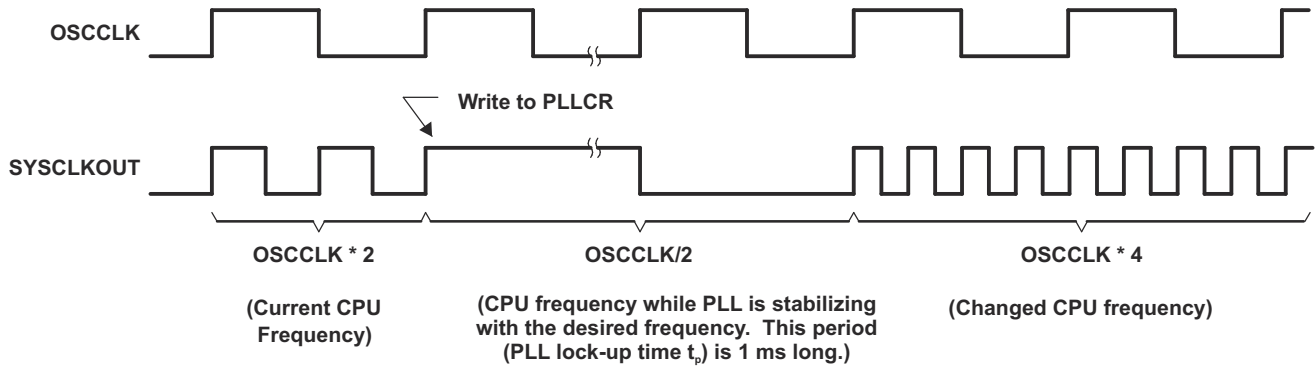 OSCCLK
Write to PLLCR
SYSCLKOUT
OSCCLK * 2
(Current CPU
Frequency)
OSCCLK/2
(CPU frequency while PLL is stabilizing
with the desired frequency. This period
(PLL lock-up time tp) is 1 ms long.)
OSCCLK * 4
(Changed CPU frequency)